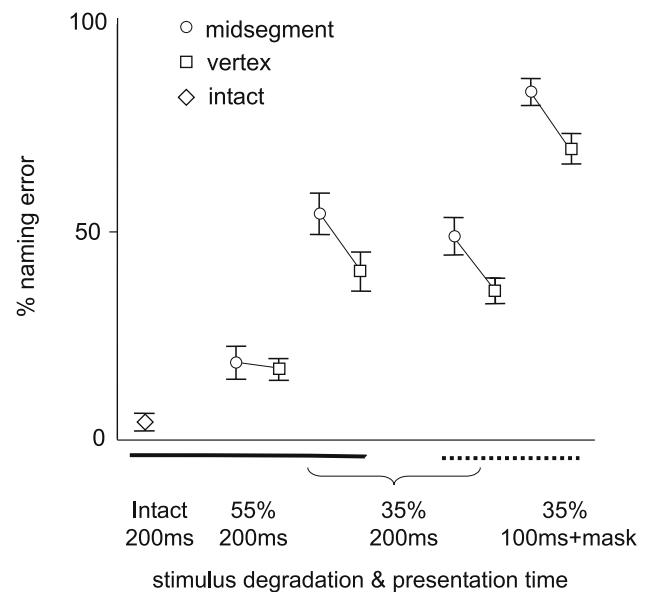 100
midsegment
vertex
intact
% naming error
50
0
Intact 55% 35% 35%
200ms 200ms 200ms 100ms+mask
stimulus degradation & presentation time